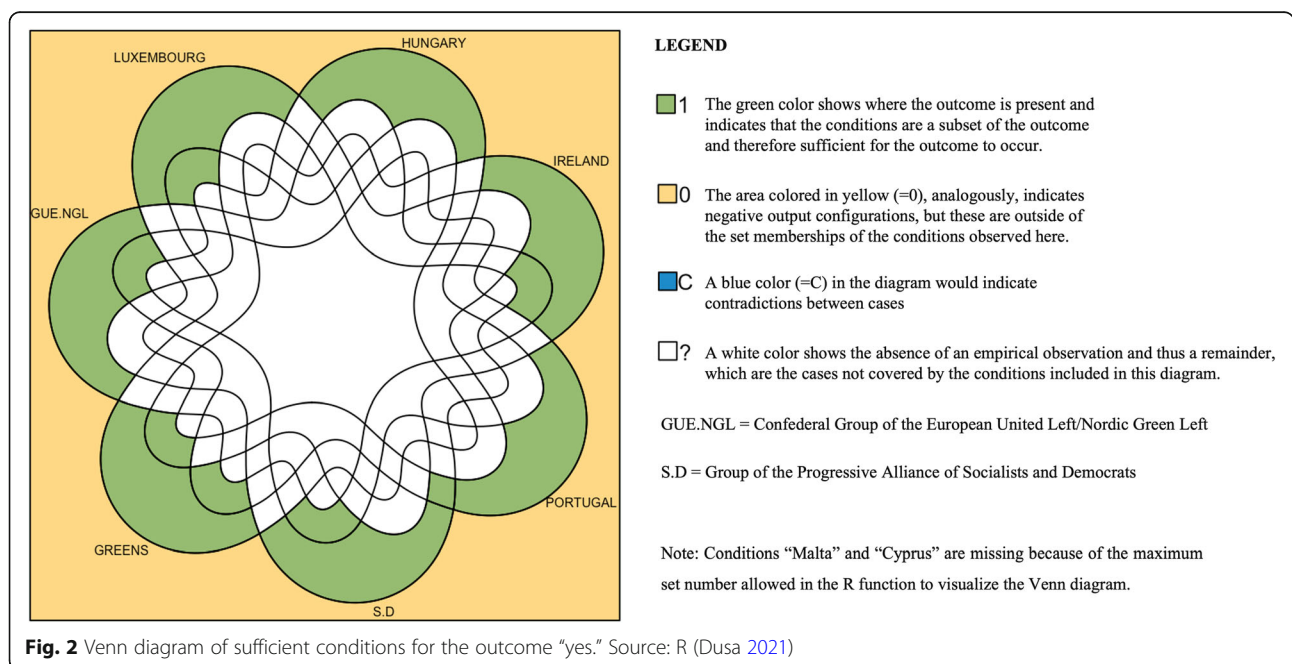 HUNGARY
LUXEMBOURG
IRELAND
GUE.NGL
PORTUGAL
GREENS
S.D
LEGEND
1 The green color shows where the outcome is present and
indicates that the conditions are a subset of the outcome
and therefore sufficient for the outcome to occur.
0 The area colored in yellow (=0), analogously, indicates
negative output configurations, but these are outside of
the set memberships of the conditions observed here.
C A blue color (=C) in the diagram would indicate
contradictions between cases
? A white color shows the absence of an empirical observation and thus a remainder,
which are the cases not covered by the conditions included in this diagram.
GUE.NGL = Confederal Group of the European United Left/Nordic Green Left
S.D = Group of the Progressive Alliance of Socialists and Democrats
Note: Conditions “Malta” and “Cyprus” are missing because of the maximum
set number allowed in the R function to visualize the Venn diagram.
Fig. 2 Venn diagram of sufficient conditions for the outcome “yes.” Source: R (Dusa 2021)